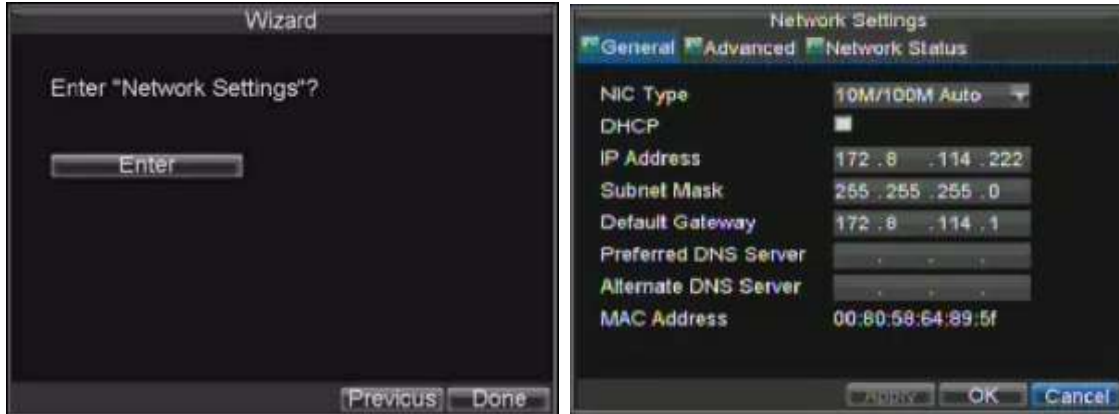 Wizard
Enter "Network Settings"?
Enter
Previous Done
Network Settings
General Advanced Network Status
NIC Type 10M/100M Auto
DHCP
IP Address 172 .8 .114 .222
Subnet Mask 255 .255 .255 .0
Default Gateway 172 .8 .114 .1
Preferred DNS Server . . .
Alternate DNS Server . . .
MAC Address 00:80:58:64:89:5f
Apply OK Cancel